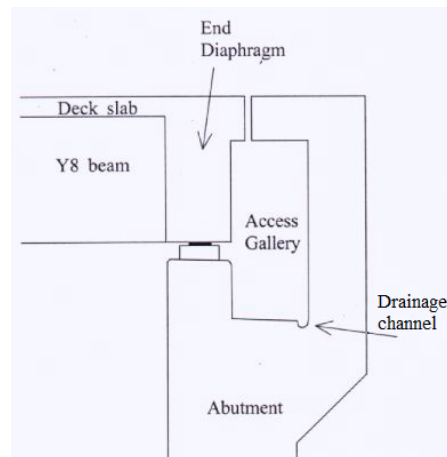 End
Diaphragm
Deck slab
Y8 beam
Access
Gallery
Drainage
channel
Abutment